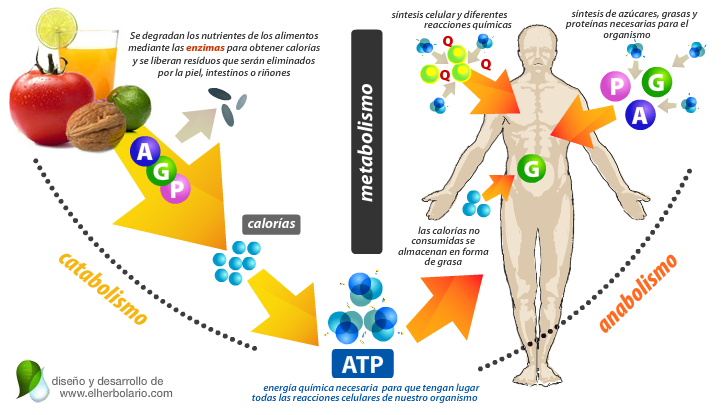 Se degradan los nutrientes de los alimentos
mediante las enzimas para obtener calorías
y se liberan resíduos que serán eliminados
por la piel, intestinos o riñones
A
G
P
calorías
catabolismo
metabolismo
ATP
energía química necesaria para que tengan lugar
todas las reacciones celulares de nuestro organismo
síntesis celular y diferentes
reacciones químicas
Q
Q
Q
síntesis de azúcares, grasas y
proteínas necesarias para el
organismo
P
G
A
G
las calorías no
consumidas se
almacenan en forma
de grasa
anabolismo
diseño y desarrollo de
www.elherbolario.com